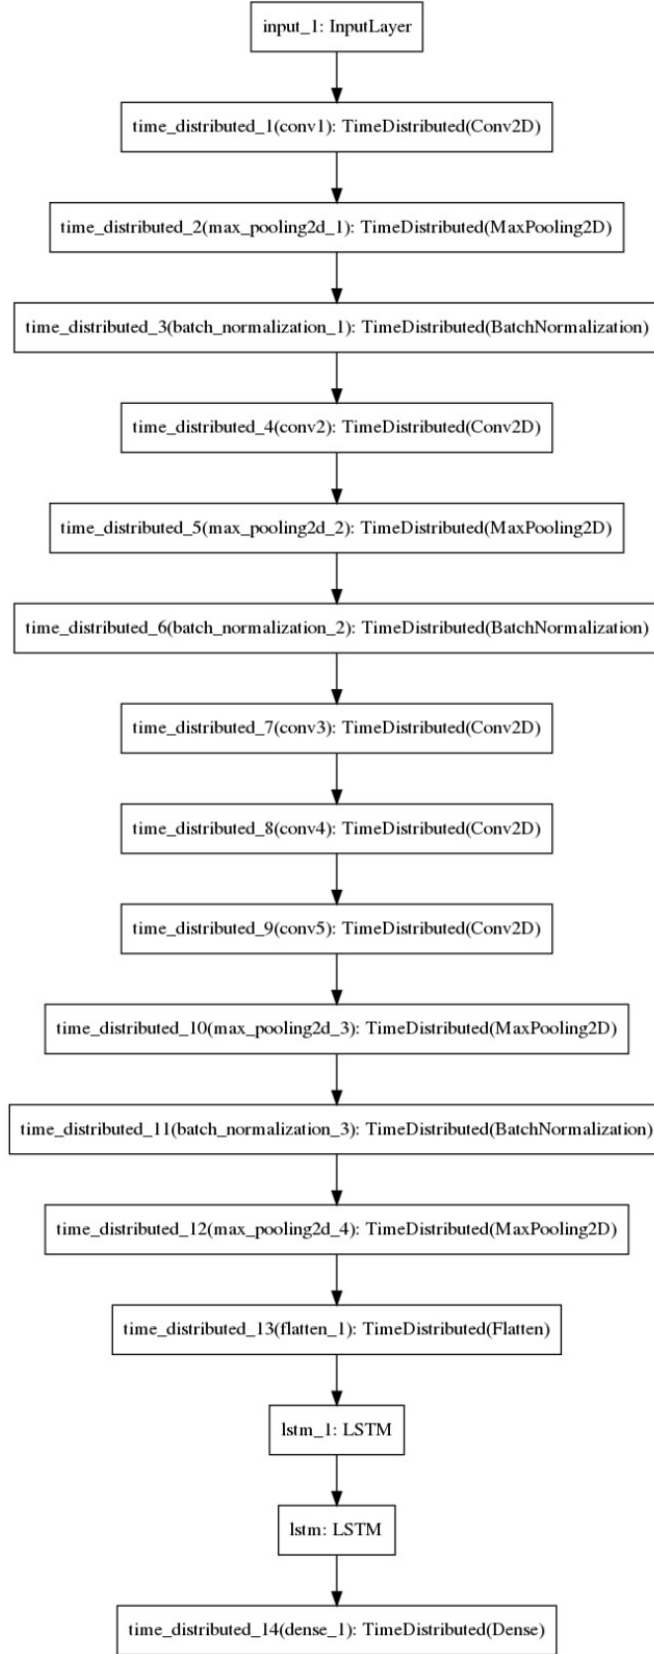 input_1: InputLayer
time_distributed_1(conv1): TimeDistributed(Conv2D)
time_distributed_2(max_pooling2d_1): TimeDistributed(MaxPooling2D)
time_distributed_3(batch_normalization_1): TimeDistributed(BatchNormalization)
time_distributed_4(conv2): TimeDistributed(Conv2D)
time_distributed_5(max_pooling2d_2): TimeDistributed(MaxPooling2D)
time_distributed_6(batch_normalization_2): TimeDistributed(BatchNormalization)
time_distributed_7(conv3): TimeDistributed(Conv2D)
time_distributed_8(conv4): TimeDistributed(Conv2D)
time_distributed_9(conv5): TimeDistributed(Conv2D)
time_distributed_10(max_pooling2d_3): TimeDistributed(MaxPooling2D)
time_distributed_11(batch_normalization_3): TimeDistributed(BatchNormalization)
time_distributed_12(max_pooling2d_4): TimeDistributed(MaxPooling2D)
time_distributed_13(flatten_1): TimeDistributed(Flatten)
lstm_1: LSTM
lstm: LSTM
time_distributed_14(dense_1): TimeDistributed(Dense)